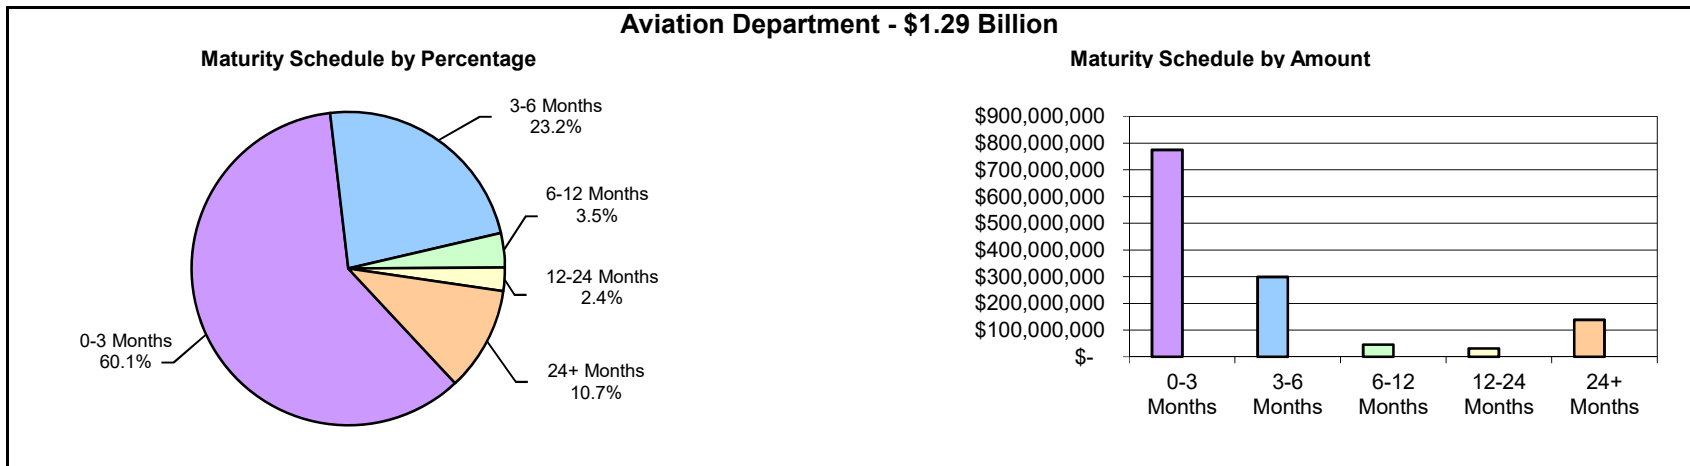 Aviation Department - $1.29 Billion
Maturity Schedule by Percentage
3-6 Months
23.2%
6-12 Months
3.5%
12-24 Months
2.4%
24+ Months
10.7%
0-3 Months
60.1%
Maturity Schedule by Amount
$900,000,000
$800,000,000
$700,000,000
$600,000,000
$500,000,000
$400,000,000
$300,000,000
$200,000,000
$100,000,000
$-
0-3
Months
3-6
Months
6-12
Months
12-24
Months
24+
Months